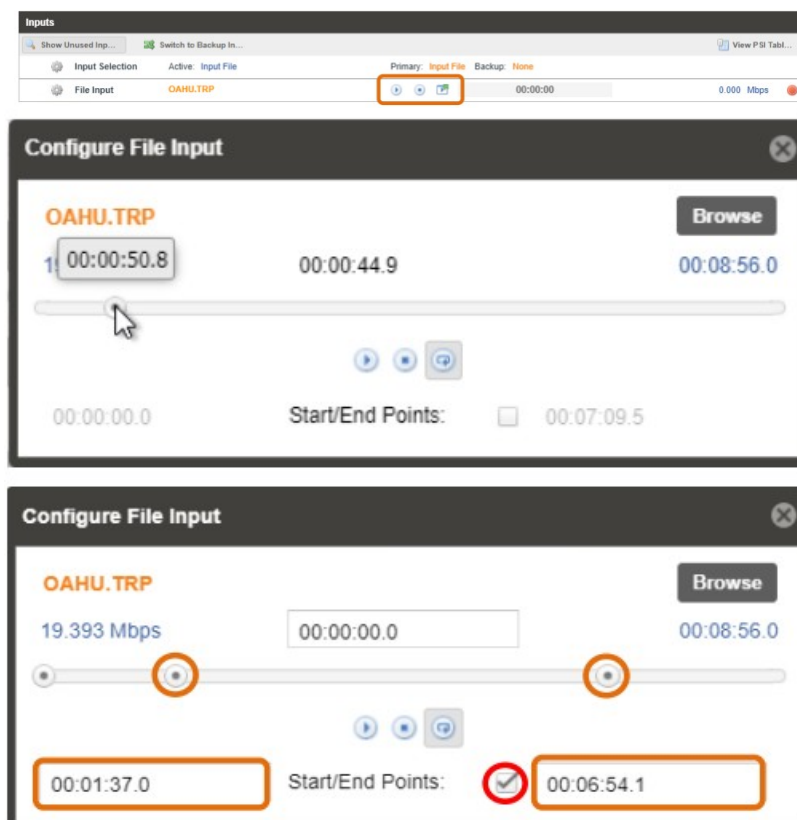 Inputs
Show Unused Inp... Switch to Backup In... View PSI Tabl...
Input Selection Active: Input File Primary: Input File Backup: None
File Input OAHU.TRP 00:00:00 0.000 Mbps
Configure File Input
OAHU.TRP Browse
00:00:50.8 00:00:44.9 00:08:56.0
00:00:00.0 Start/End Points: 00:07:09.5
Configure File Input
OAHU.TRP Browse
19.393 Mbps 00:00:00.0 00:08:56.0
00:01:37.0 Start/End Points: 00:06:54.1